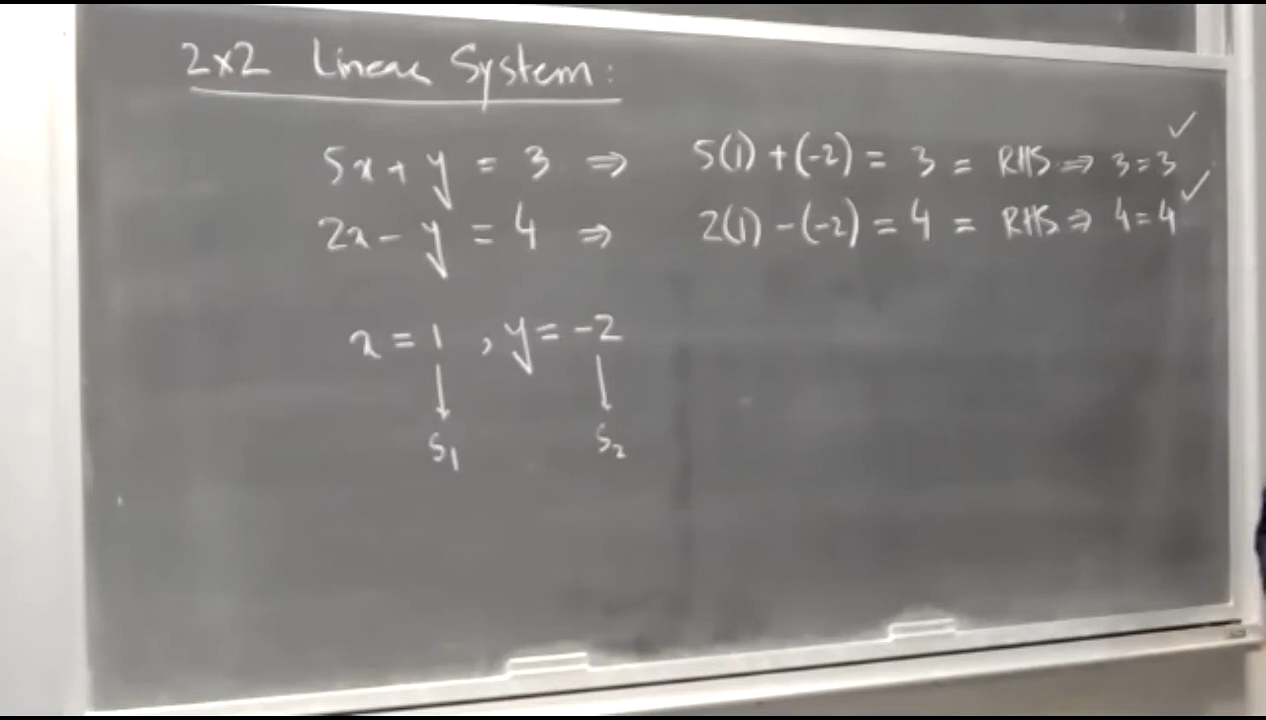 2x2 Linear System:
5x + y = 3 ⇒ 5(1) + (-2) = 3 = RHS ⇒ 3 = 3 ✓
2x - y = 4 ⇒ 2(1) - (-2) = 4 = RHS ⇒ 4 = 4 ✓
x = 1 , y = -2
↓ ↓
S₁ S₂